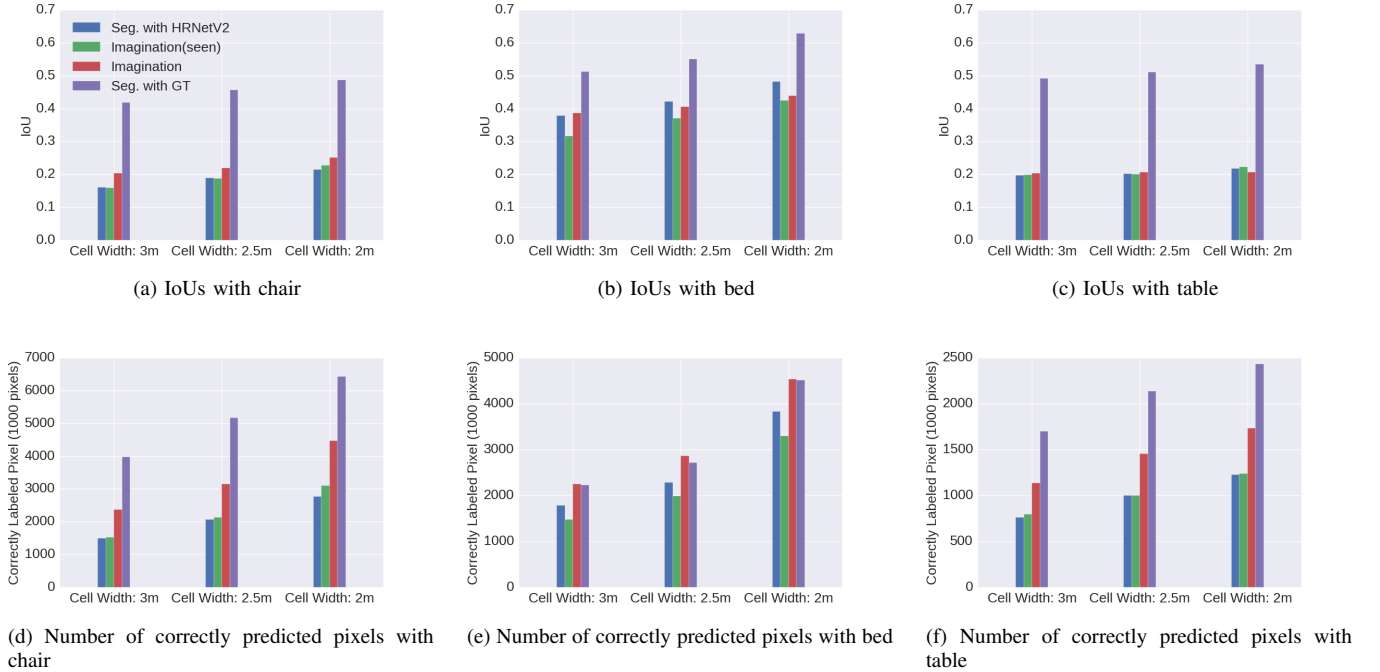 0.7
0.6
0.5
0.4
0.3
0.2
0.1
0.0
IoU
Seg. with HRNetV2
Imagination(seen)
Imagination
Seg. with GT
Cell Width: 3m Cell Width: 2.5m Cell Width: 2m
(a) IoUs with chair
0.7
0.6
0.5
0.4
0.3
0.2
0.1
0.0
IoU
Cell Width: 3m Cell Width: 2.5m Cell Width: 2m
(b) IoUs with bed
0.7
0.6
0.5
0.4
0.3
0.2
0.1
0.0
IoU
Cell Width: 3m Cell Width: 2.5m Cell Width: 2m
(c) IoUs with table
7000
6000
5000
4000
3000
2000
1000
0
Correctly Labeled Pixel (1000 pixels)
Cell Width: 3m Cell Width: 2.5m Cell Width: 2m
(d) Number of correctly predicted pixels with
chair
5000
4000
3000
2000
1000
0
Correctly Labeled Pixel (1000 pixels)
Cell Width: 3m Cell Width: 2.5m Cell Width: 2m
(e) Number of correctly predicted pixels with bed
2500
2000
1500
1000
500
0
Correctly Labeled Pixel (1000 pixels)
Cell Width: 3m Cell Width: 2.5m Cell Width: 2m
(f) Number of correctly predicted pixels with
table